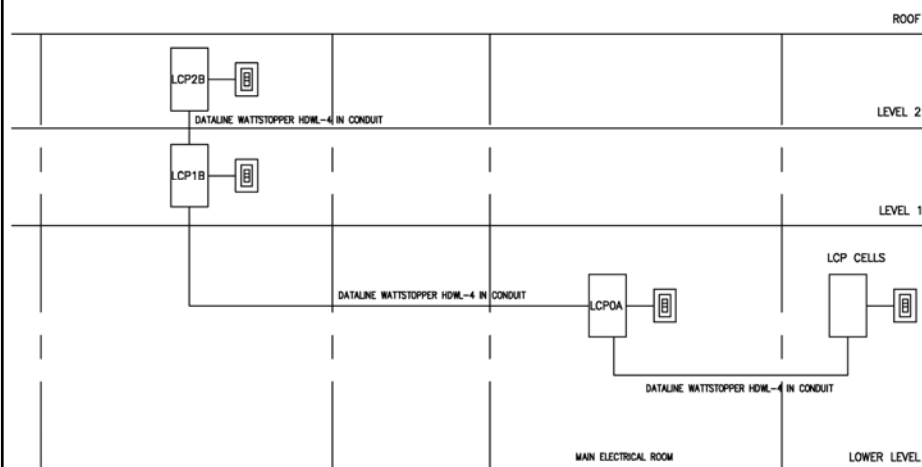 ROOF
LCP2B
DATALINE WATTSTOPPER HDWL-4 IN CONDUIT
LEVEL 2
LCP1B
LEVEL 1
LCP CELLS
DATALINE WATTSTOPPER HDWL-4 IN CONDUIT
LCP0A
DATALINE WATTSTOPPER HDWL-4 IN CONDUIT
MAIN ELECTRICAL ROOM
LOWER LEVEL